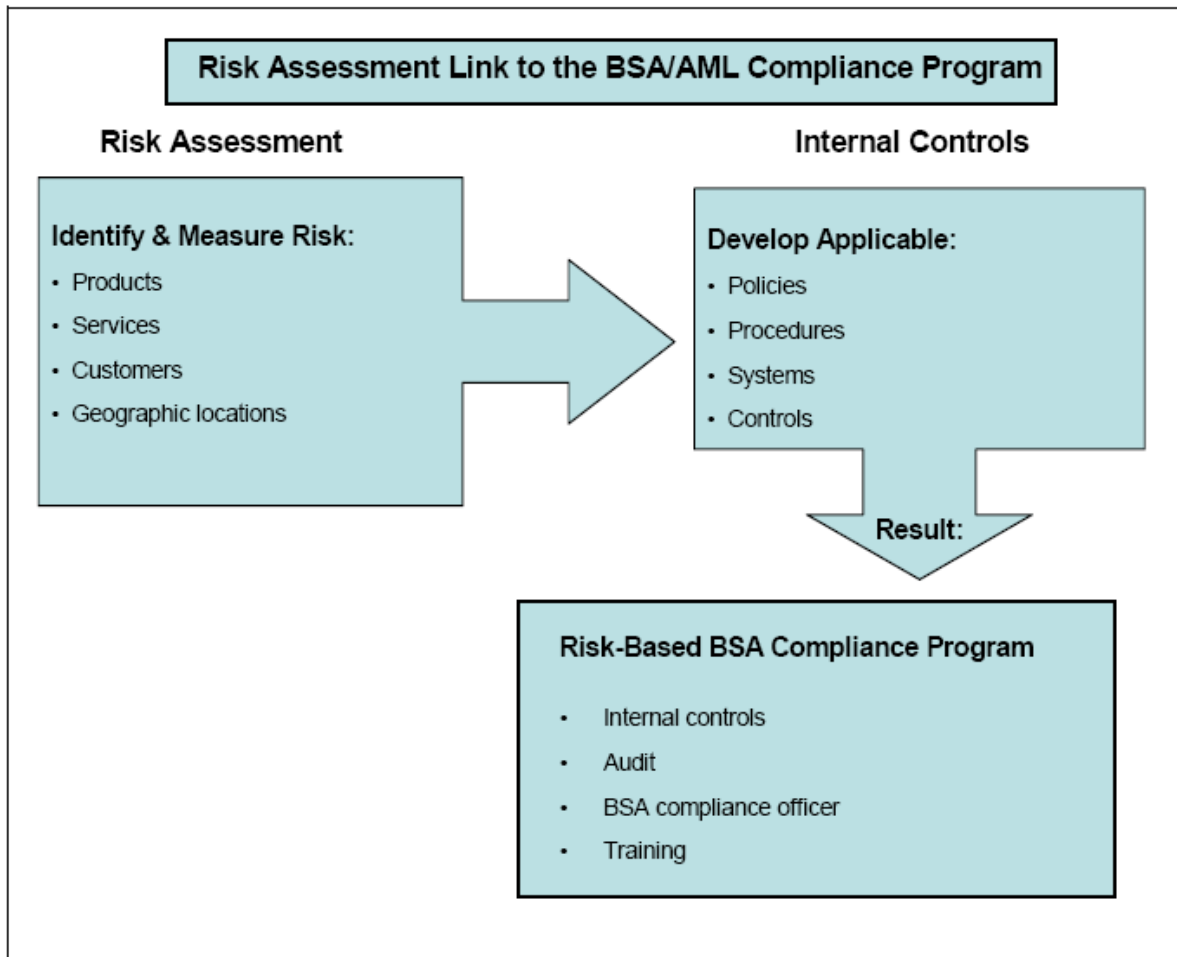 Risk Assessment Link to the BSA/AML Compliance Program
Risk Assessment
Identify & Measure Risk:
• Products
• Services
• Customers
• Geographic locations
Internal Controls
Develop Applicable:
• Policies
• Procedures
• Systems
• Controls
Result:
Risk-Based BSA Compliance Program
• Internal controls
• Audit
• BSA compliance officer
• Training